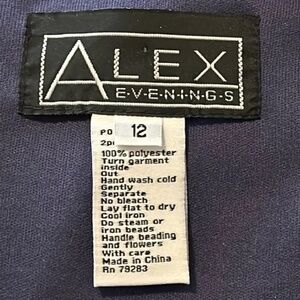 ALEX
E·V·E·N·I·N·G·S
12
PO
2p
100% polyester
Turn garment
inside
Out
Hand wash cold
Gently
Separate
No bleach
Lay flat to dry
Cool iron
Do steam or
iron beads
Handle beading
and flowers
With care
Made in China
Rn 79283